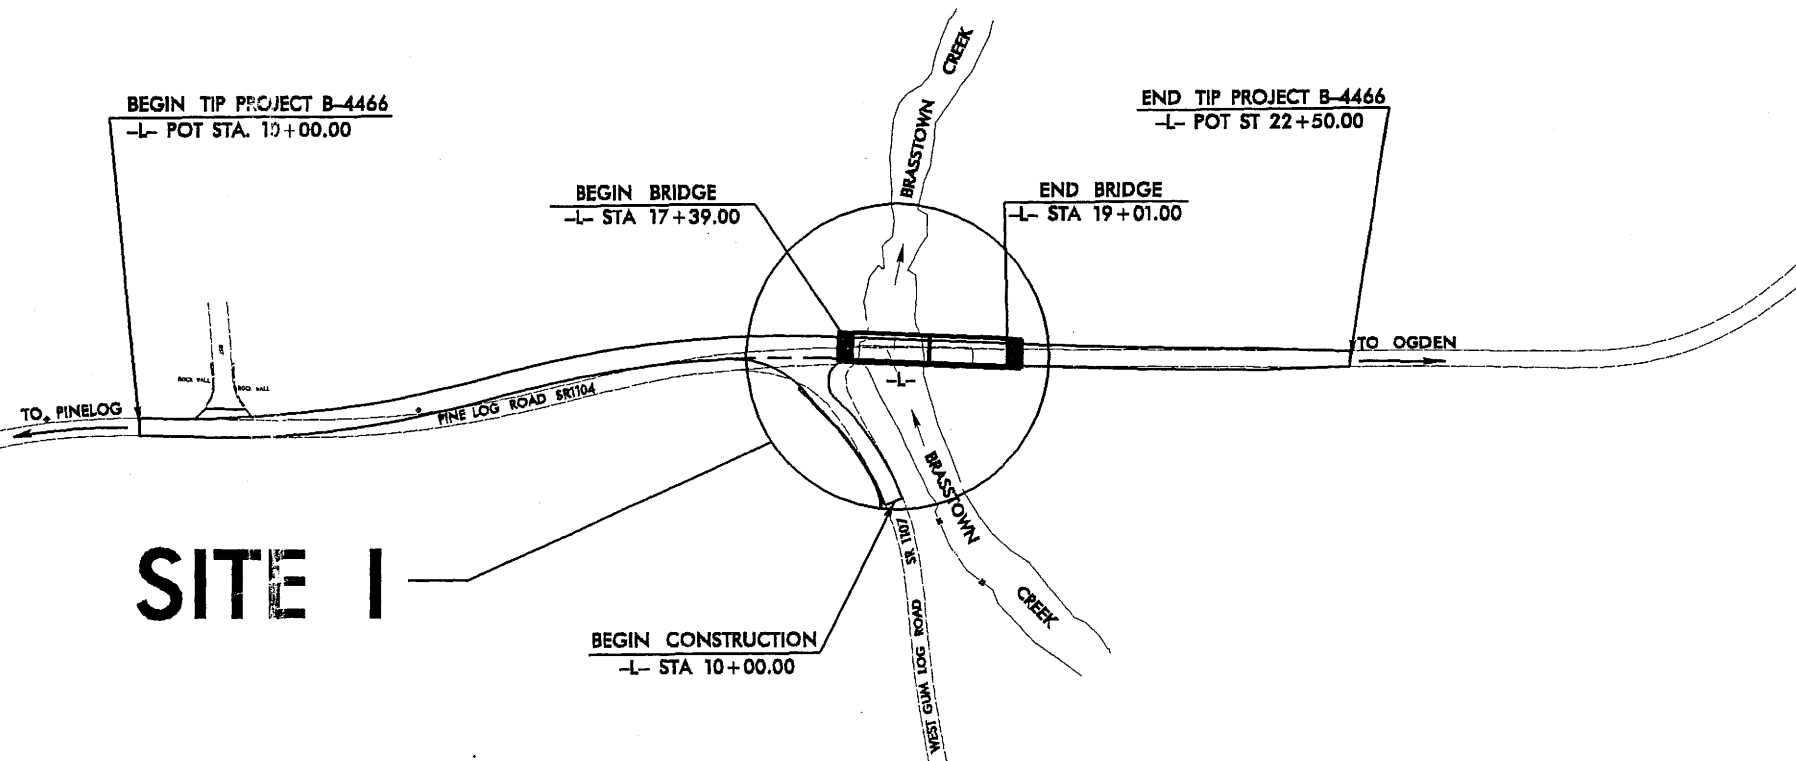 CREEK
BRASSTOWN
BEGIN TIP PROJECT B-4466
-L- POT STA. 10+00.00
END TIP PROJECT B-4466
-L- POT ST 22+50.00
BEGIN BRIDGE
-L- STA 17+39.00
END BRIDGE
-L- STA 19+01.00
TO OGDEN
ROCK WALL
ROCK WALL
-L-
TO PINELOG
PINE LOG ROAD SR1104
BRASSTOWN
CREEK
SITE 1
SR 1107
WEST GUM LOG ROAD
BEGIN CONSTRUCTION
-L- STA 10+00.00